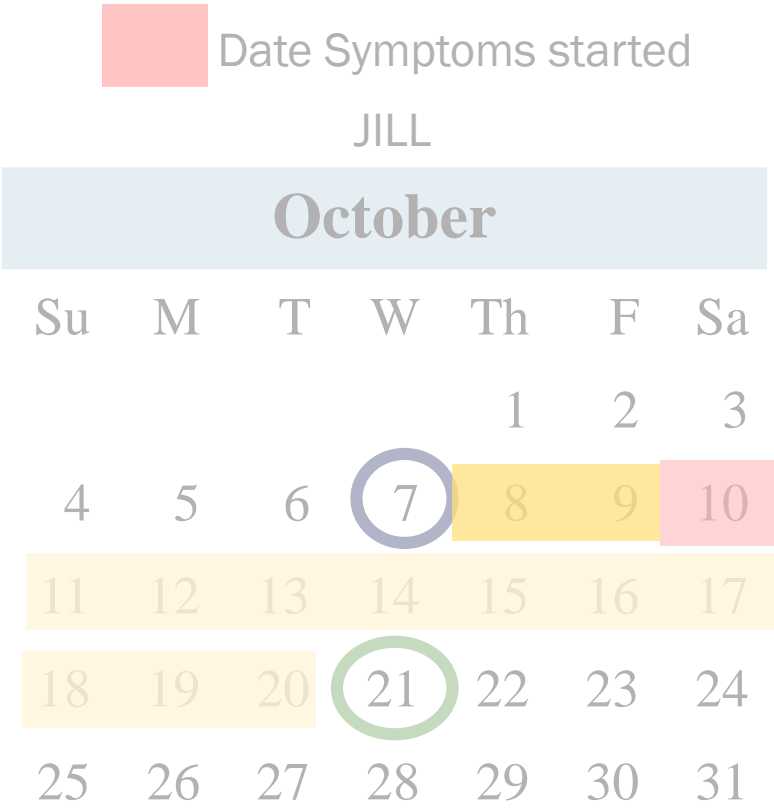 Date Symptoms started
JILL
October
Su M T W Th F Sa
1 2 3
4 5 6 7 8 9 10
11 12 13 14 15 16 17
18 19 20 21 22 23 24
25 26 27 28 29 30 31